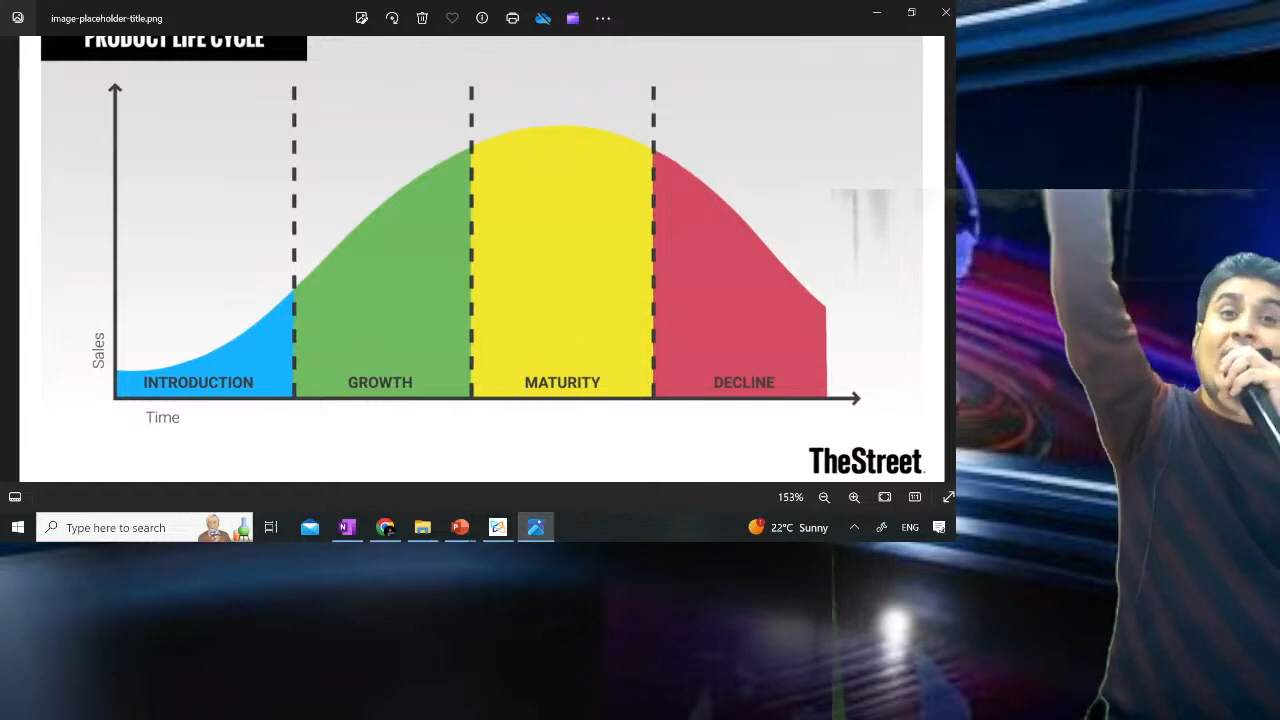 image-placeholder-title.png
PRODUCT LIFE CYCLE
Sales
INTRODUCTION
GROWTH
MATURITY
DECLINE
Time
TheStreet.
153%
Type here to search
22°C Sunny
ENG